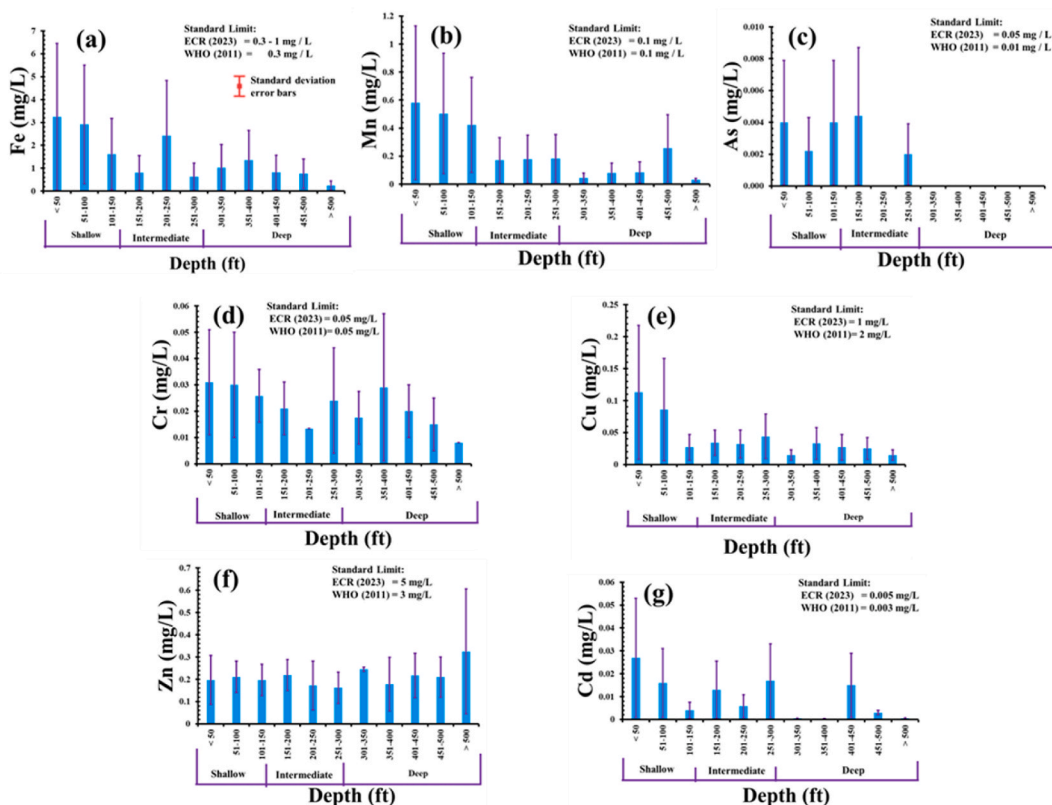 (a)
Standard Limit:
ECR (2023) = 0.3 - 1 mg / L
WHO (2011) = 0.3 mg / L
Standard deviation
error bars
Fe (mg/L)
7
6
5
4
3
2
1
0
< 50
51-100
101-150
151-200
201-250
251-300
301-350
351-400
401-450
451-500
> 500
Shallow Intermediate Deep
Depth (ft)
(b)
Standard Limit:
ECR (2023) = 0.1 mg / L
WHO (2011) = 0.1 mg / L
Mn (mg/L)
1.2
1
0.8
0.6
0.4
0.2
0
< 50
51-100
101-150
151-200
201-250
251-300
301-350
351-400
401-450
451-500
> 500
Shallow Intermediate Deep
Depth (ft)
(c)
Standard Limit:
ECR (2023) = 0.05 mg / L
WHO (2011) = 0.01 mg / L
As (mg/L)
0.010
0.008
0.006
0.004
0.002
0.000
< 50
51-100
101-150
151-200
201-250
251-300
301-350
351-400
401-450
451-500
> 500
Shallow Intermediate Deep
Depth (ft)
(d)
Standard Limit:
ECR (2023) = 0.05 mg/L
WHO (2011)= 0.05 mg/L
Cr (mg/L)
0.06
0.05
0.04
0.03
0.02
0.01
0
< 50
51-100
101-150
151-200
201-250
251-300
301-350
351-400
401-450
451-500
> 500
Shallow Intermediate Deep
Depth (ft)
(e)
Standard Limit:
ECR (2023) = 1 mg/L
WHO (2011)= 2 mg/L
Cu (mg/L)
0.25
0.2
0.15
0.1
0.05
0
< 50
51-100
101-150
151-200
201-250
251-300
301-350
351-400
401-450
451-500
> 500
Shallow Intermediate Deep
Depth (ft)
(f)
Standard Limit:
ECR (2023) = 5 mg/L
WHO (2011) = 3 mg/L
Zn (mg/L)
0.7
0.6
0.5
0.4
0.3
0.2
0.1
0
< 50
51-100
101-150
151-200
201-250
251-300
301-350
351-400
401-450
451-500
> 500
Shallow Intermediate Deep
Depth (ft)
(g)
Standard Limit:
ECR (2023) = 0.005 mg/L
WHO (2011) = 0.003 mg/L
Cd (mg/L)
0.06
0.05
0.04
0.03
0.02
0.01
0
< 50
51-100
101-150
151-200
201-250
251-300
301-350
351-400
401-450
451-500
> 500
Shallow Intermediate Deep
Depth (ft)